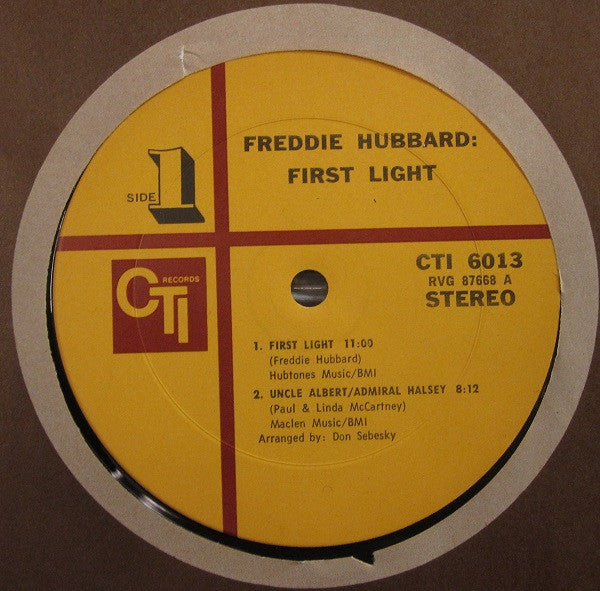 FREDDIE HUBBARD:
FIRST LIGHT
SIDE 1
CTI RECORDS
CTI 6013
RVG 87668 A
STEREO
1. FIRST LIGHT 11:00
(Freddie Hubbard)
Hubtones Music/BMI
2. UNCLE ALBERT/ADMIRAL HALSEY 8:12
(Paul & Linda McCartney)
Maclen Music/BMI
Arranged by: Don Sebesky